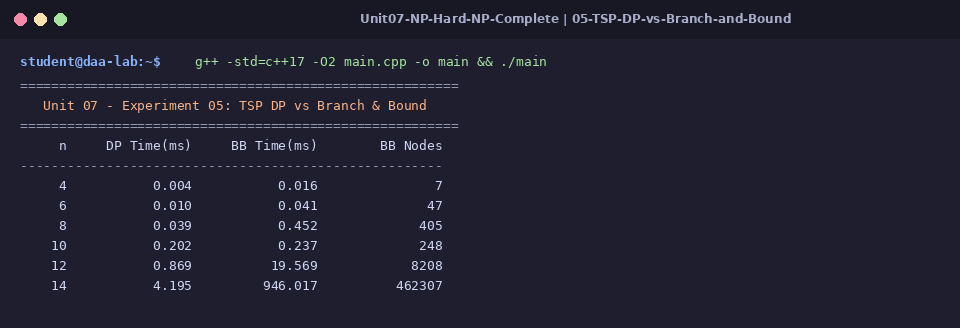 Unit07-NP-Hard-NP-Complete | 05-TSP-DP-vs-Branch-and-Bound
student@daa-lab:~$ g++ -std=c++17 -O2 main.cpp -o main && ./main
========================================================
Unit 07 - Experiment 05: TSP DP vs Branch & Bound
========================================================
n DP Time(ms) BB Time(ms) BB Nodes
------------------------------------------------------
4 0.004 0.016 7
6 0.010 0.041 47
8 0.039 0.452 405
10 0.202 0.237 248
12 0.869 19.569 8208
14 4.195 946.017 462307